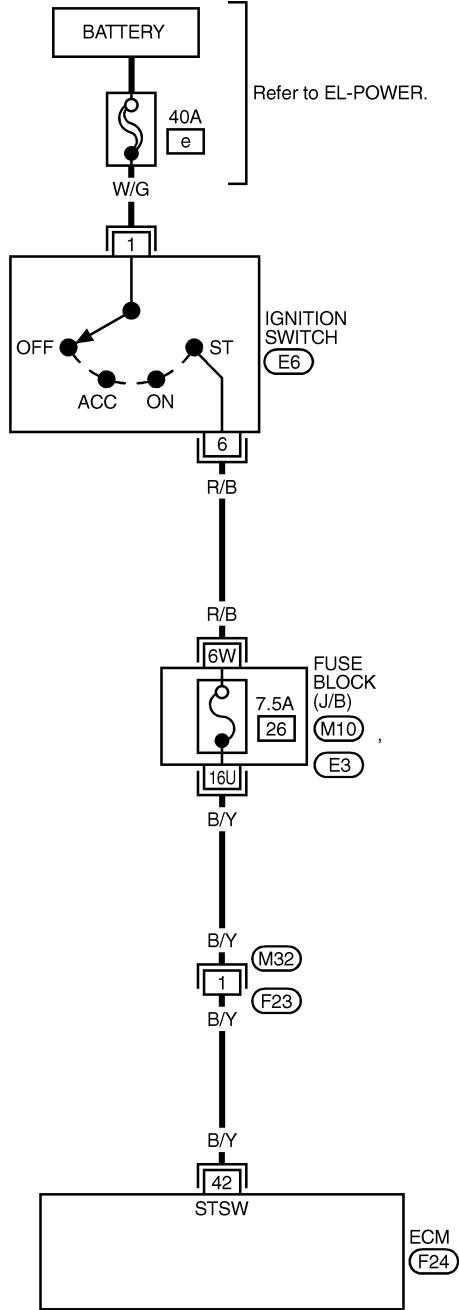 BATTERY
Refer to EL-POWER.
40A
e
W/G
1
IGNITION
SWITCH
E6
OFF
ST
ACC
ON
6
R/B
R/B
6W
FUSE
BLOCK
(J/B)
7.5A
26
M10 ,
E3
16U
B/Y
B/Y
M32
1
F23
B/Y
B/Y
42
STSW
ECM
F24